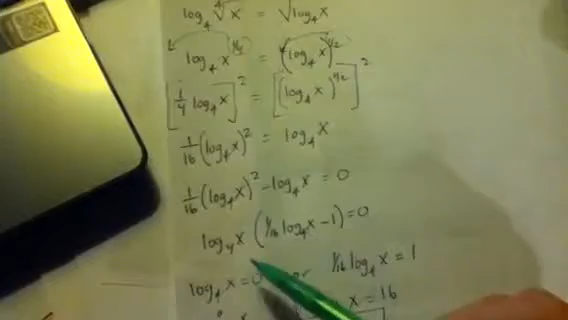 log₄ ⁴√x = √log₄x
log₄ x^(1/4) = (log₄ x)^(1/2)
[1/4 log₄ x]² = [(log₄ x)^(1/2)]²
1/16 (log₄ x)² = log₄ x
1/16 (log₄ x)² - log₄ x = 0
log₄ x (1/16 log₄ x - 1) = 0
log₄ x = 0 or 1/16 log₄ x = 1
x = 16